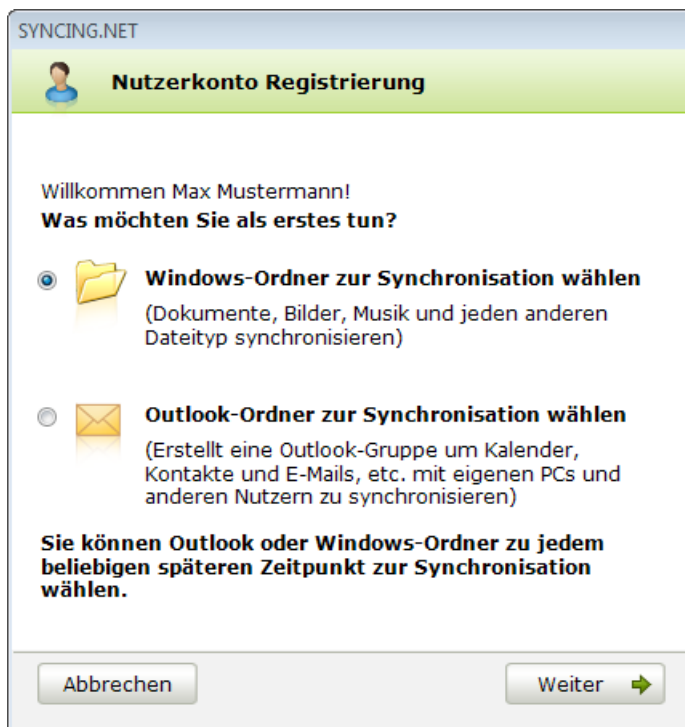 SYNCING.NET
Nutzerkonto Registrierung
Willkommen Max Mustermann!
Was möchten Sie als erstes tun?
Windows-Ordner zur Synchronisation wählen
(Dokumente, Bilder, Musik und jeden anderen
Dateityp synchronisieren)
Outlook-Ordner zur Synchronisation wählen
(Erstellt eine Outlook-Gruppe um Kalender,
Kontakte und E-Mails, etc. mit eigenen PCs und
anderen Nutzern zu synchronisieren)
Sie können Outlook oder Windows-Ordner zu jedem
beliebigen späteren Zeitpunkt zur Synchronisation
wählen.
Abbrechen
Weiter